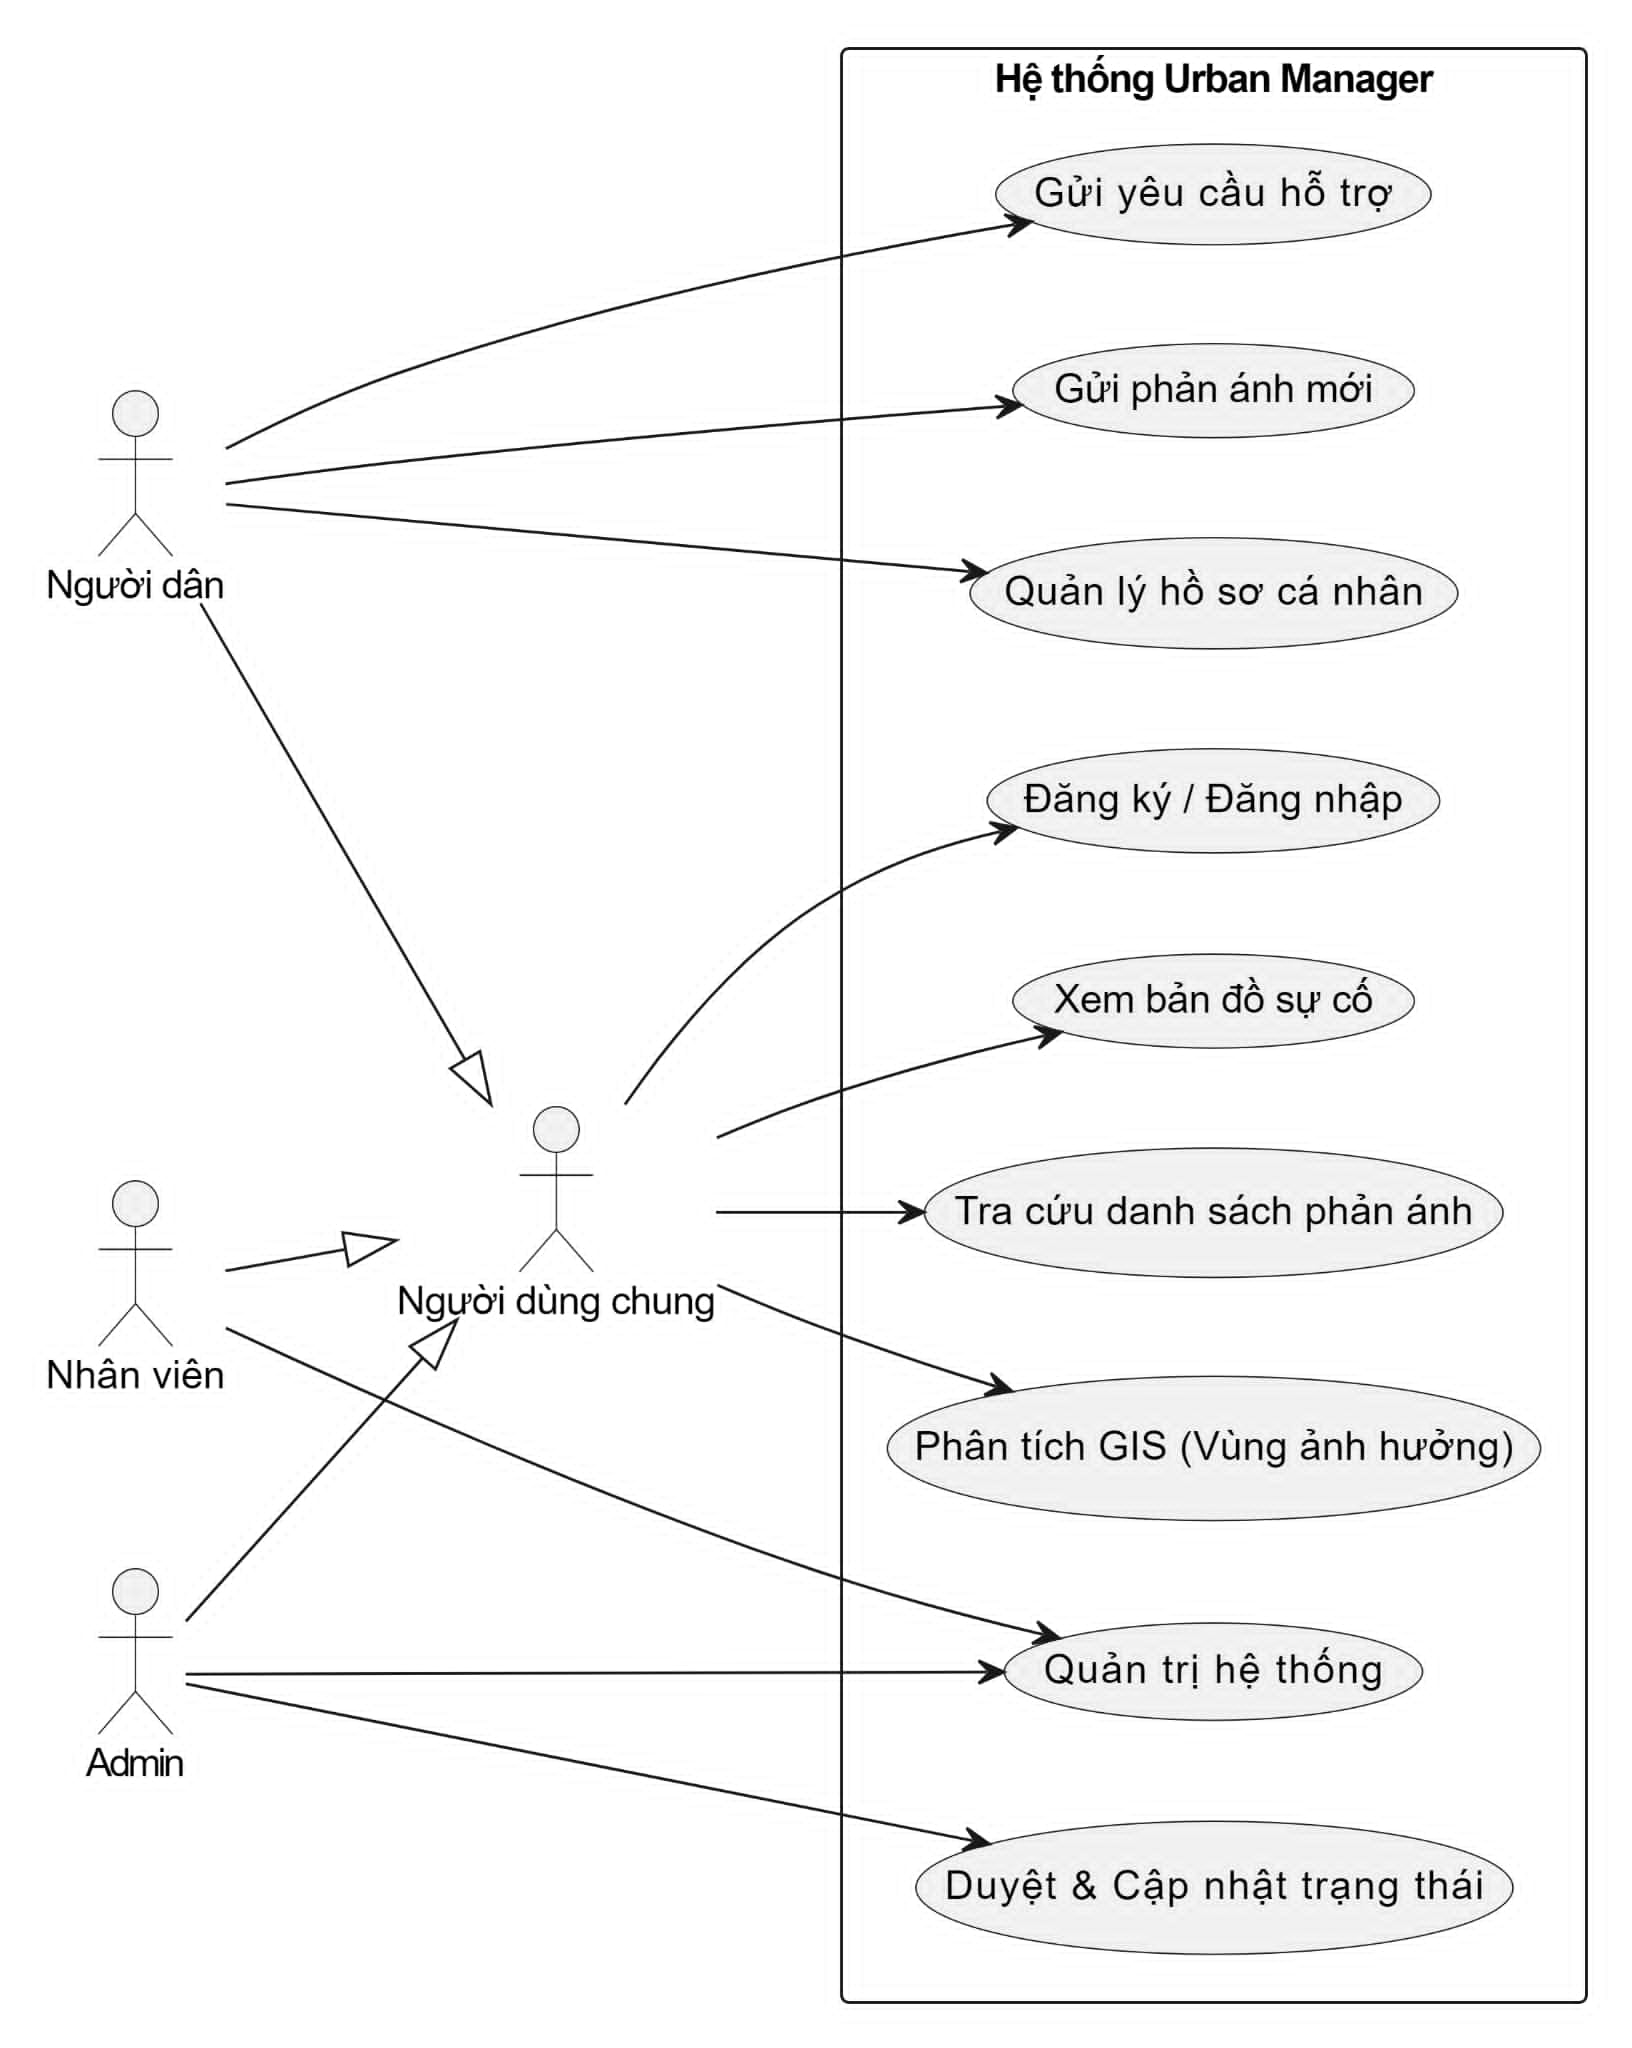 Hệ thống Urban Manager
Gửi yêu cầu hỗ trợ
Gửi phản ánh mới
Người dân
Quản lý hồ sơ cá nhân
Đăng ký / Đăng nhập
Xem bản đồ sự cố
Tra cứu danh sách phản ánh
Người dùng chung
Nhân viên
Phân tích GIS (Vùng ảnh hưởng)
Quản trị hệ thống
Admin
Duyệt & Cập nhật trạng thái